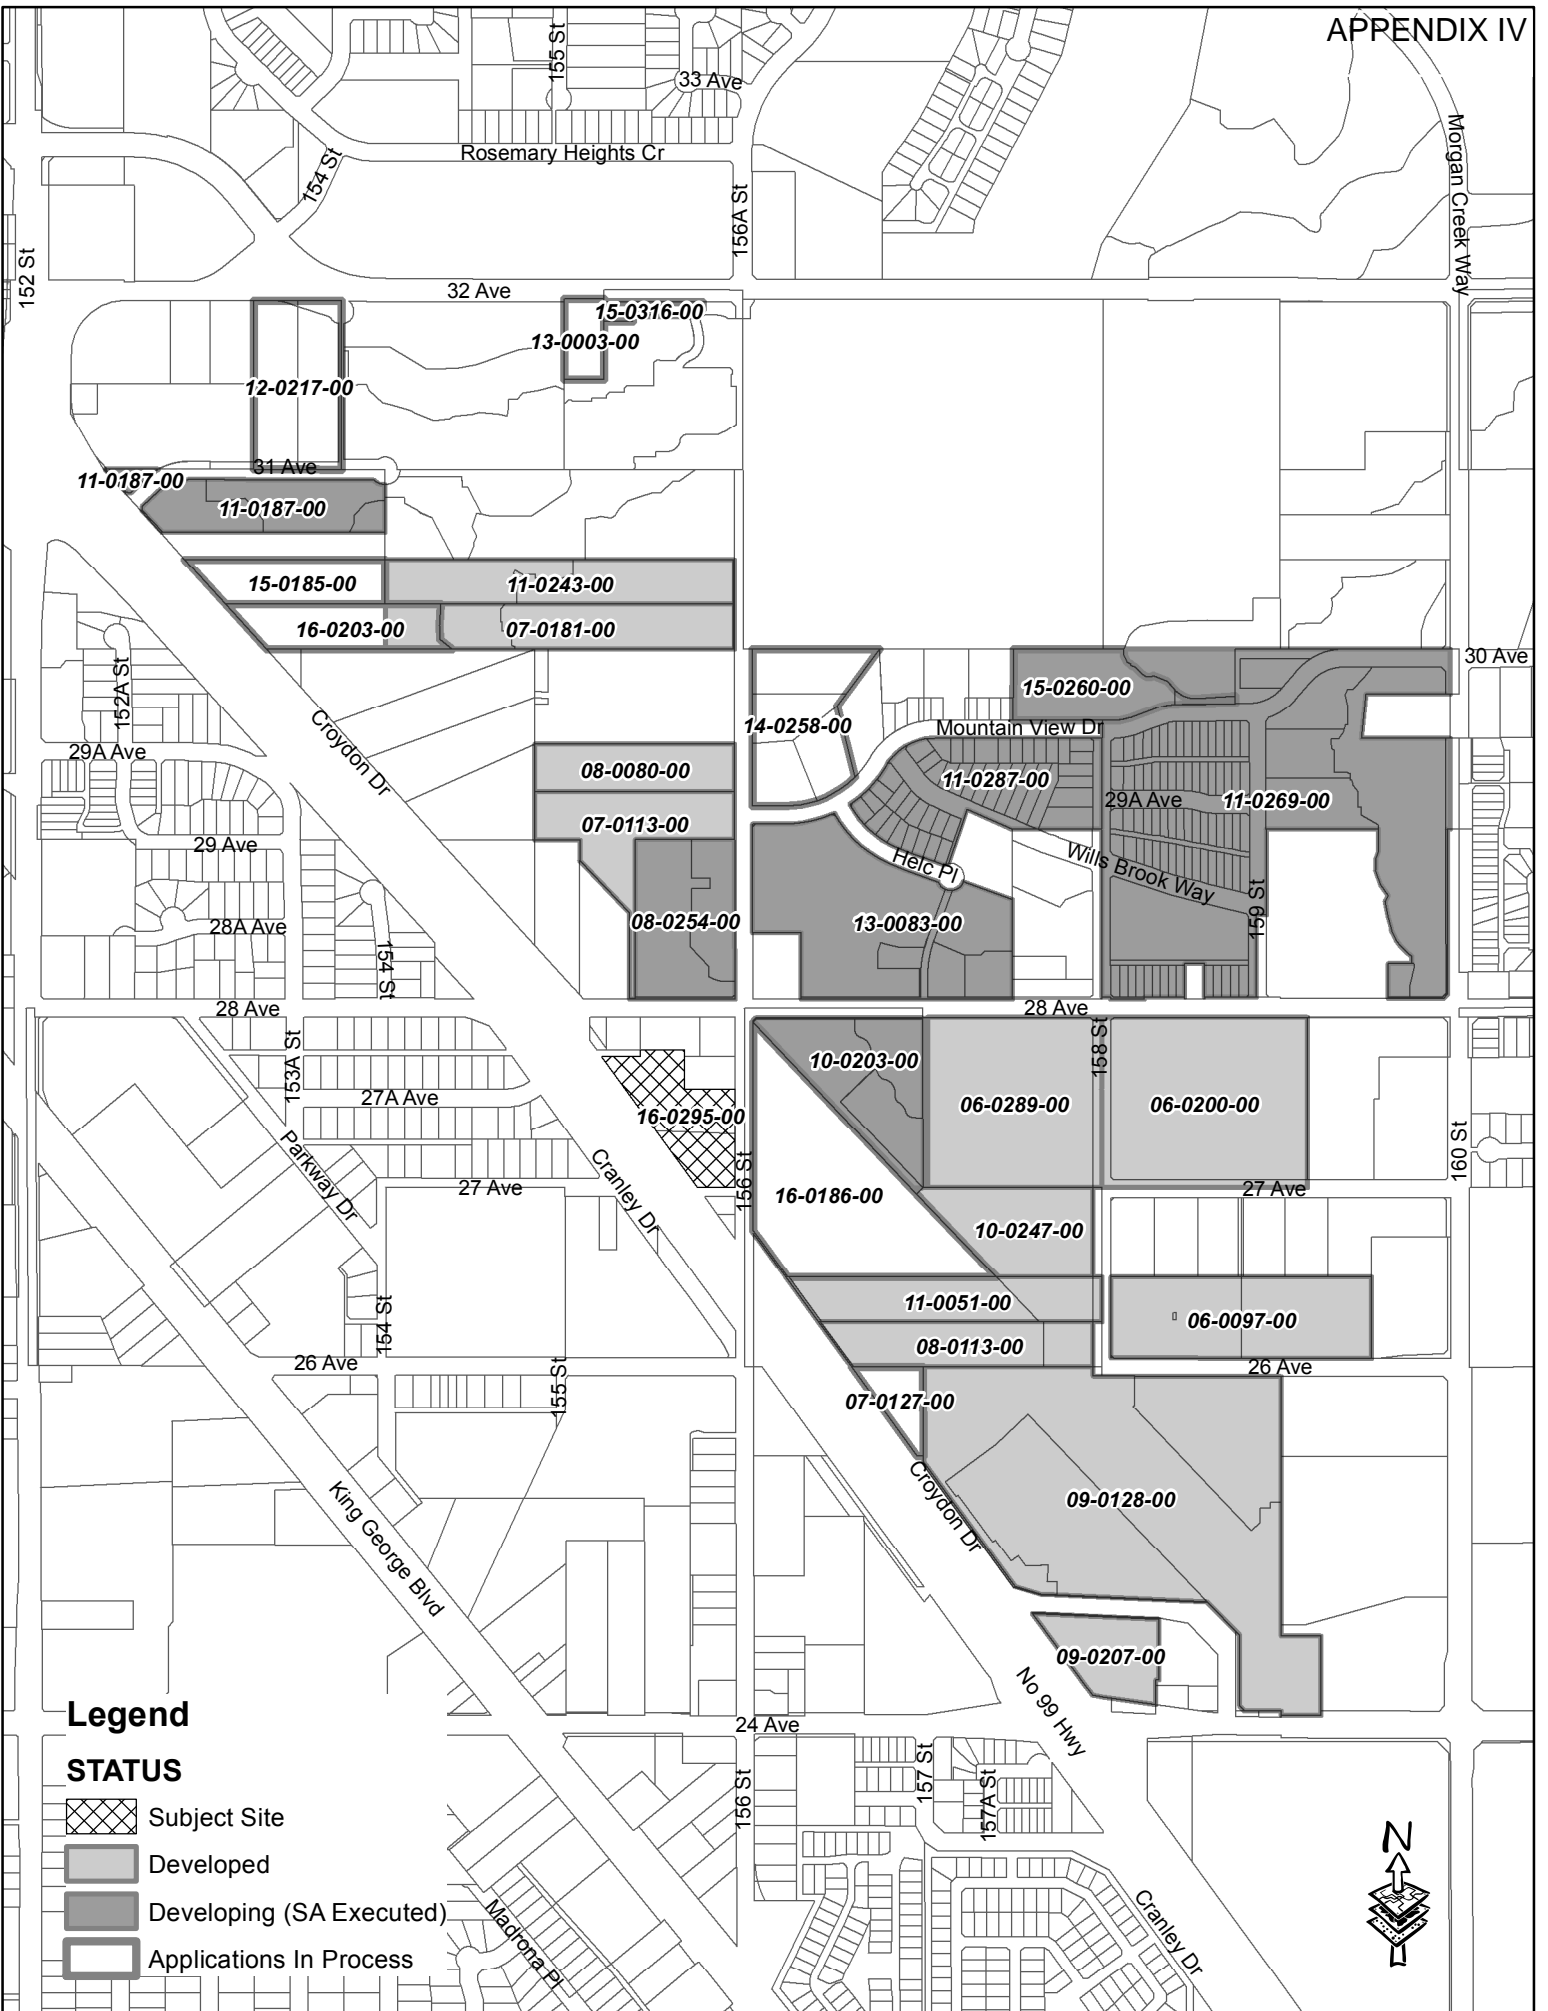 APPENDIX IV
155 St
33 Ave
Morgan Creek Way
Rosemary Heights Cr
154 St
156A St
152 St
32 Ave
15-0316-00
13-0003-00
12-0217-00
31 Ave
11-0187-00
11-0187-00
15-0185-00
11-0243-00
16-0203-00
07-0181-00
30 Ave
152A St
15-0260-00
Croydon Dr
14-0258-00
Mountain View Dr
29A Ave
08-0080-00
11-0287-00
29A Ave
11-0269-00
07-0113-00
29 Ave
Helc Pl
Wills Brook Way
28A Ave
08-0254-00
13-0083-00
159 St
154 St
28 Ave
28 Ave
153A St
158 St
10-0203-00
27A Ave
16-0295-00
06-0289-00
06-0200-00
Parkway Dr
Cranley Dr
156 St
160 St
27 Ave
16-0186-00
27 Ave
10-0247-00
154 St
11-0051-00
06-0097-00
08-0113-00
26 Ave
26 Ave
155 St
07-0127-00
King George Blvd
Croydon Dr
09-0128-00
09-0207-00
No 99 Hwy
Legend
24 Ave
STATUS
156 St
157 St
157A St
Subject Site
Developed
Developing (SA Executed)
Applications In Process
Madrona Pl
Cranley Dr
N